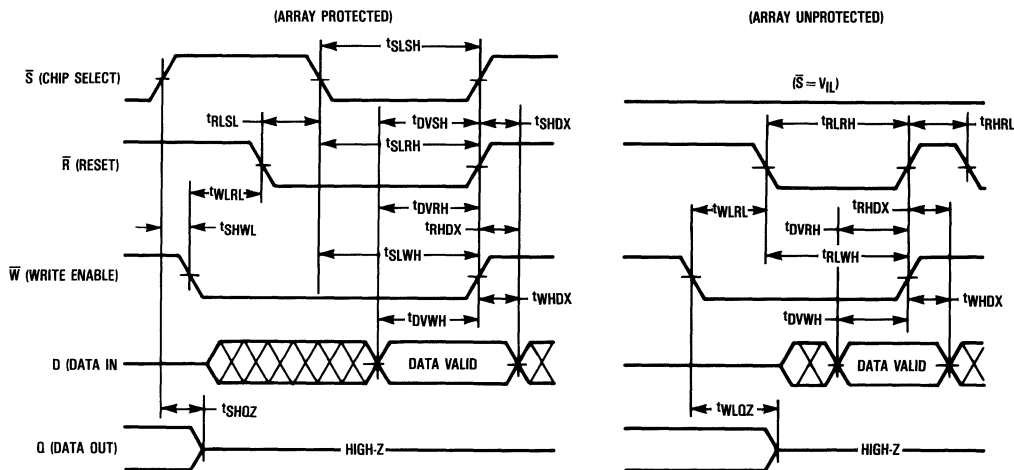 (ARRAY PROTECTED)
(ARRAY UNPROTECTED)
tSLSH
S̅ (CHIP SELECT)
(S̅ = VIL)
tRLSL
tDVSH
tSHDX
tRLRH
tRHRL
tSLRH
R̅ (RESET)
tWLRL
tDVRH
tWLRL
tRHDX
tSHWL
tRHDX
tDVRH
tSLWH
tRLWH
W̅ (WRITE ENABLE)
tWHDX
tWHDX
tDVWH
tDVWH
D (DATA IN
DATA VALID
DATA VALID
tSHQZ
tWLQZ
Q (DATA OUT)
HIGH-Z
HIGH-Z